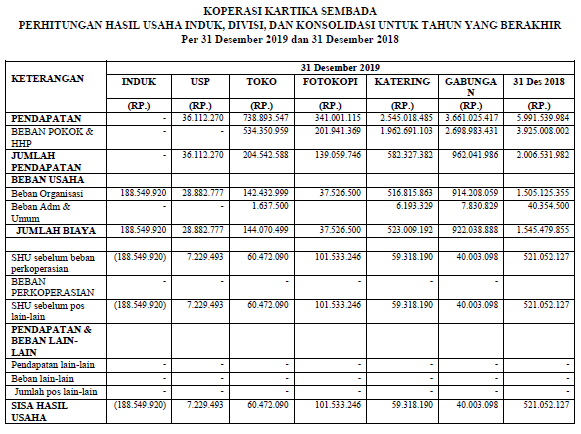 KOPERASI KARTIKA SEMBADA
PERHITUNGAN HASIL USAHA INDUK, DIVISI, DAN KONSOLIDASI UNTUK TAHUN YANG BERAKHIR
Per 31 Desember 2019 dan 31 Desember 2018
KETERANGAN 31 Desember 2019
INDUK USP TOKO FOTOKOPI KATERING GABUNGA
N 31 Des 2018
(RP.) (RP.) (RP.) (RP.) (RP.) (RP.) (RP.)
PENDAPATAN - 36.112.270 738.893.547 341.001.115 2.545.018.485 3.661.025.417 5.991.539.984
BEBAN POKOK & - - 534.350.959 201.941.369 1.962.691.103 2.698.983.431 3.925.008.002
HHP
JUMLAH - 36.112.270 204.542.588 139.059.746 582.327.382 962.041.986 2.006.531.982
PENDAPATAN
BEBAN USAHA
Beban Organisasi 188.549.920 28.882.777 142.432.999 37.526.500 516.815.863 914.208.059 1.505.125.355
Beban Adm & - - 1.637.500 6.193.329 7.830.829 40.354.500
Umum
JUMLAH BIAYA 188.549.920 28.882.777 144.070.499 37.526.500 523.009.192 922.038.888 1.545.479.855
SHU sebelum beban (188.549.920) 7.229.493 60.472.090 101.533.246 59.318.190 40.003.098 521.052.127
perkoperasian
BEBAN - - - - - - -
PERKOPERASIAN
SHU sebelum pos (188.549.920) 7.229.493 60.472.090 101.533.246 59.318.190 40.003.098 521.052.127
lain-lain
PENDAPATAN &
BEBAN LAIN-
LAIN
Pendapatan lain-lain - - - - - - -
Beban lain-lain - - - - - - -
Jumlah pos lain-lain - - - - - - -
SISA HASIL (188.549.920) 7.229.493 60.472.090 101.533.246 59.318.190 40.003.098 521.052.127
USAHA